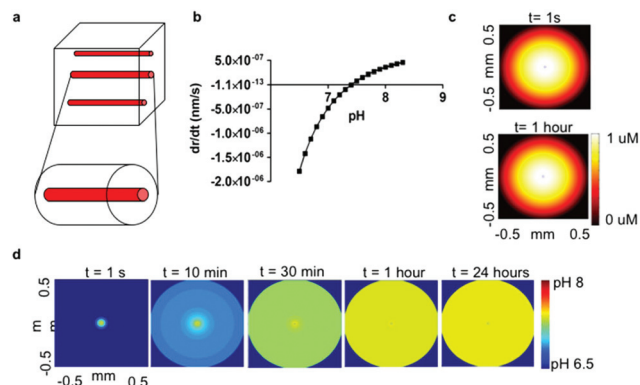 a
b
c
5.0×10⁻⁰⁷
-1.1×10⁻¹³
-5.0×10⁻⁰⁷
-1.0×10⁻⁰⁶
-1.5×10⁻⁰⁶
-2.0×10⁻⁰⁶
dr/dt (nm/s)
7 8 9
pH
t= 1s
0.5
mm
-0.5
t= 1 hour
0.5
mm
-0.5
-0.5 mm 0.5
1 uM
0 uM
d
t = 1 s t = 10 min t = 30 min t = 1 hour t = 24 hours
0.5
m m
-0.5
-0.5 mm 0.5
pH 8
pH 6.5